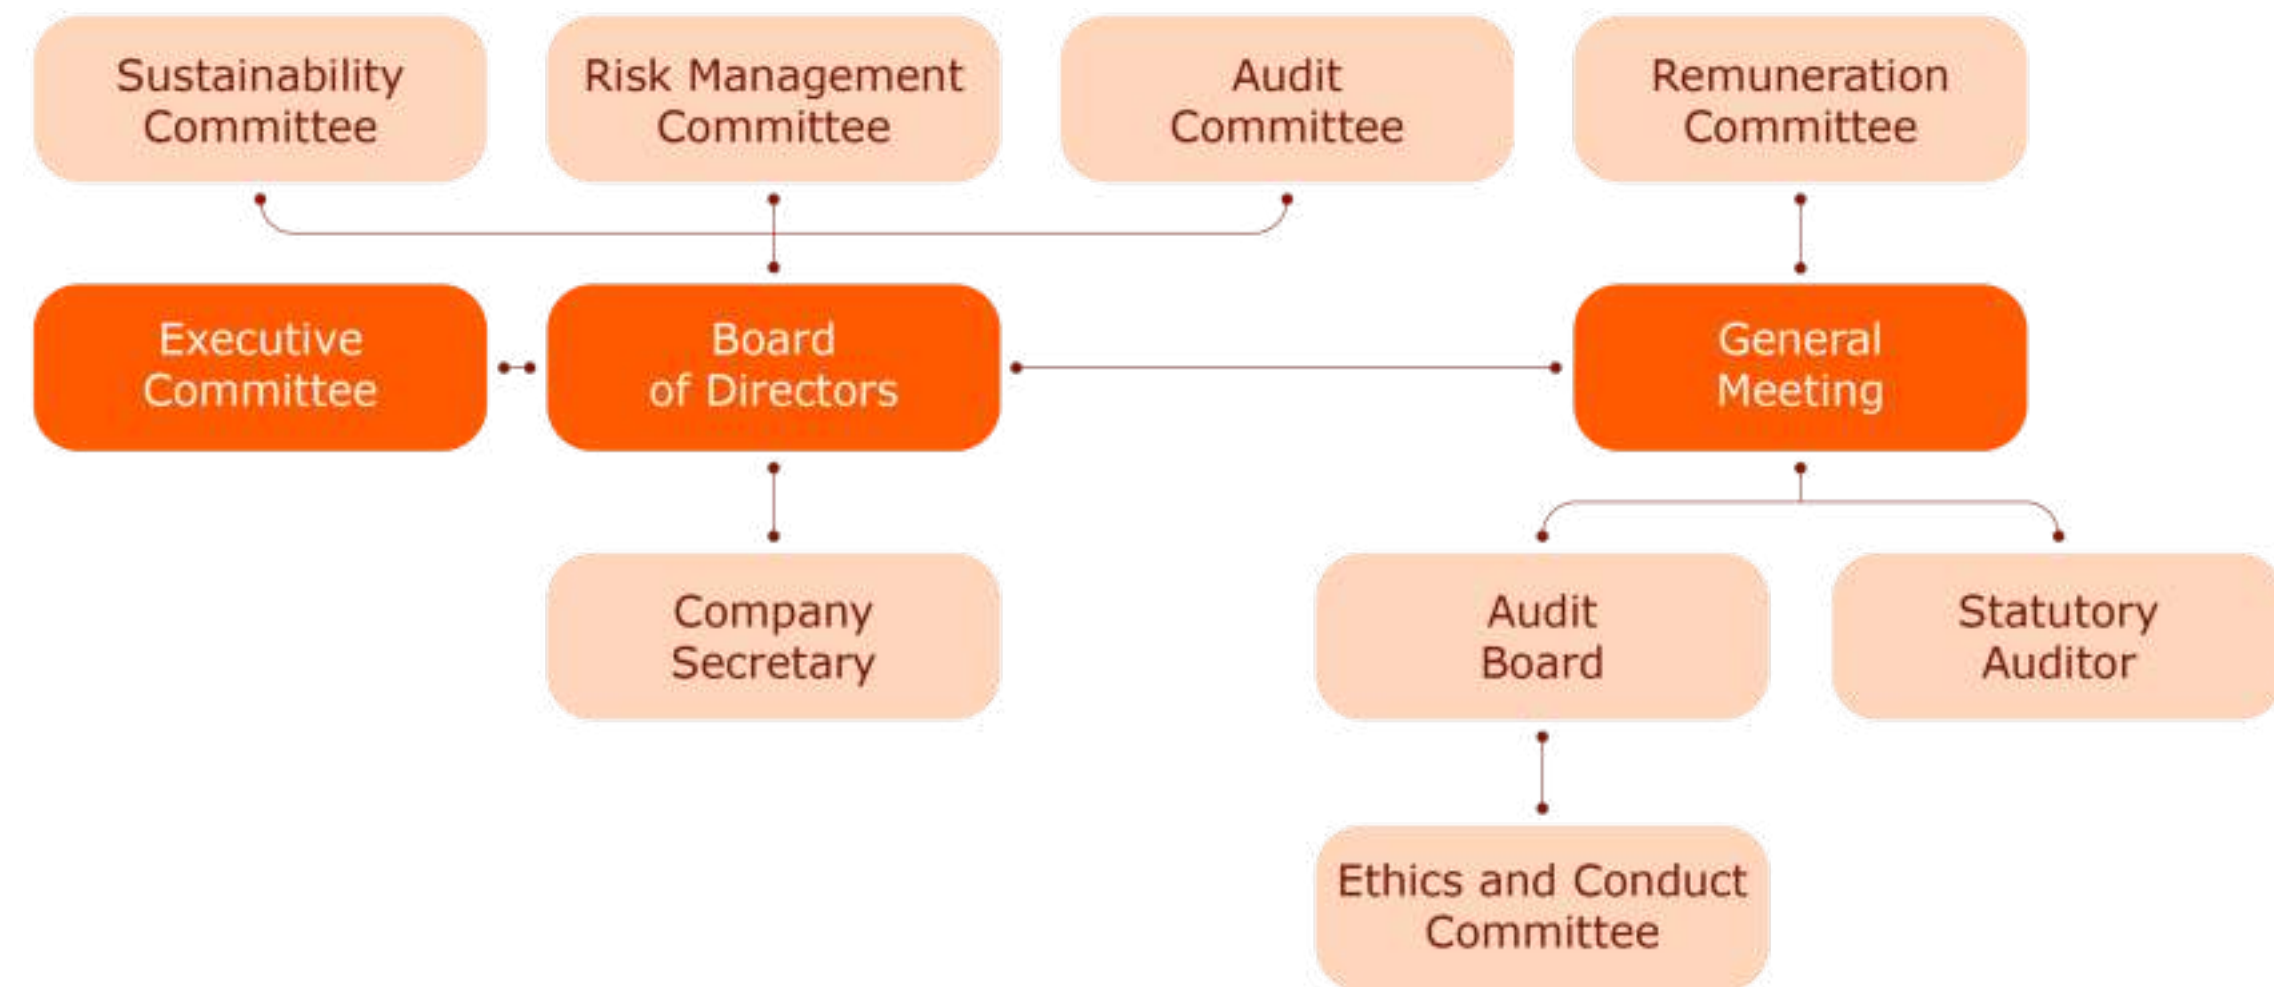 Sustainability
Committee
Risk Management
Committee
Audit
Committee
Remuneration
Committee
Executive
Committee
Board
of Directors
General
Meeting
Company
Secretary
Audit
Board
Statutory
Auditor
Ethics and Conduct
Committee